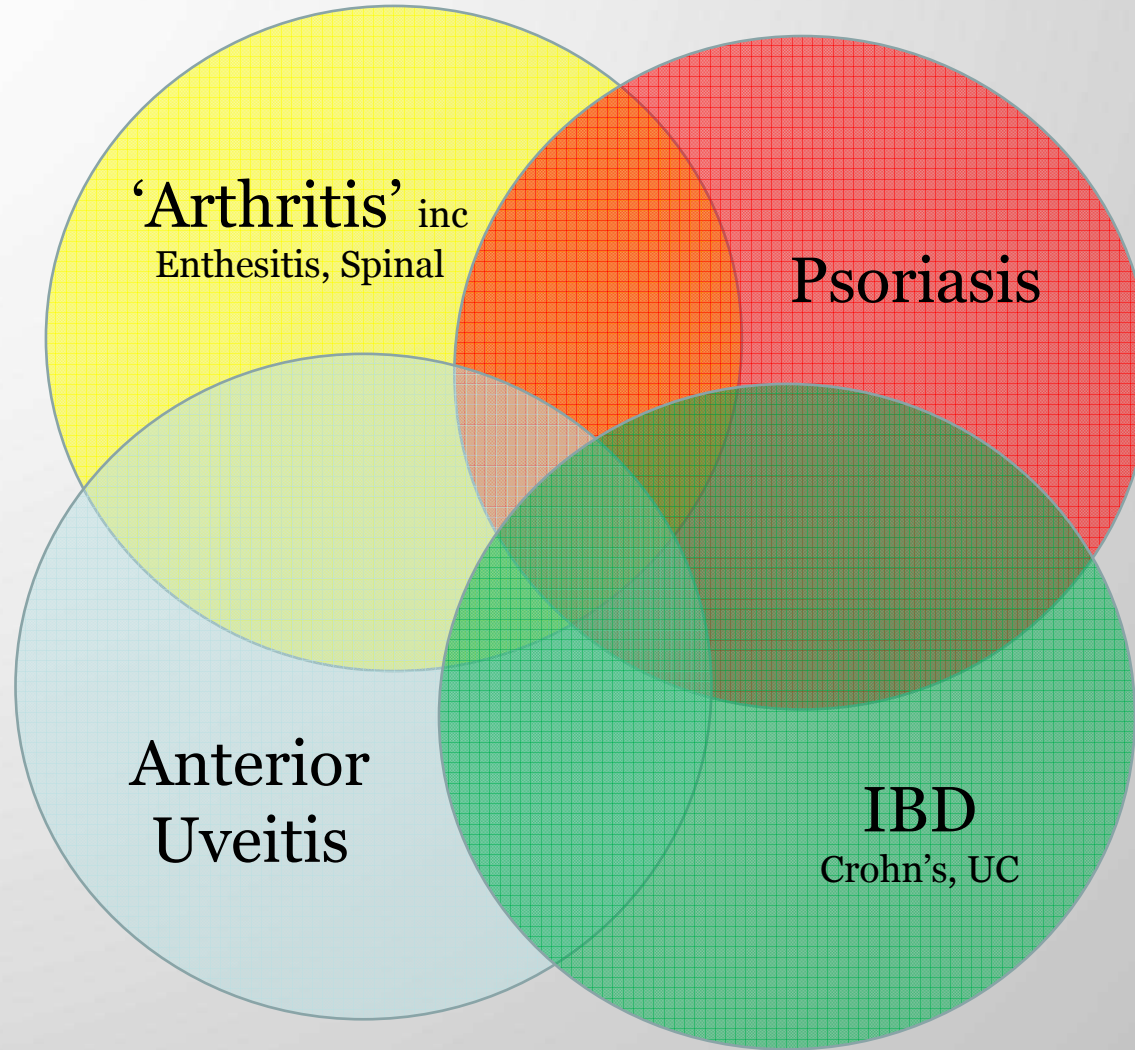 ‘Arthritis’ inc
Enthesitis, Spinal
Psoriasis
Anterior
Uveitis
IBD
Crohn’s, UC